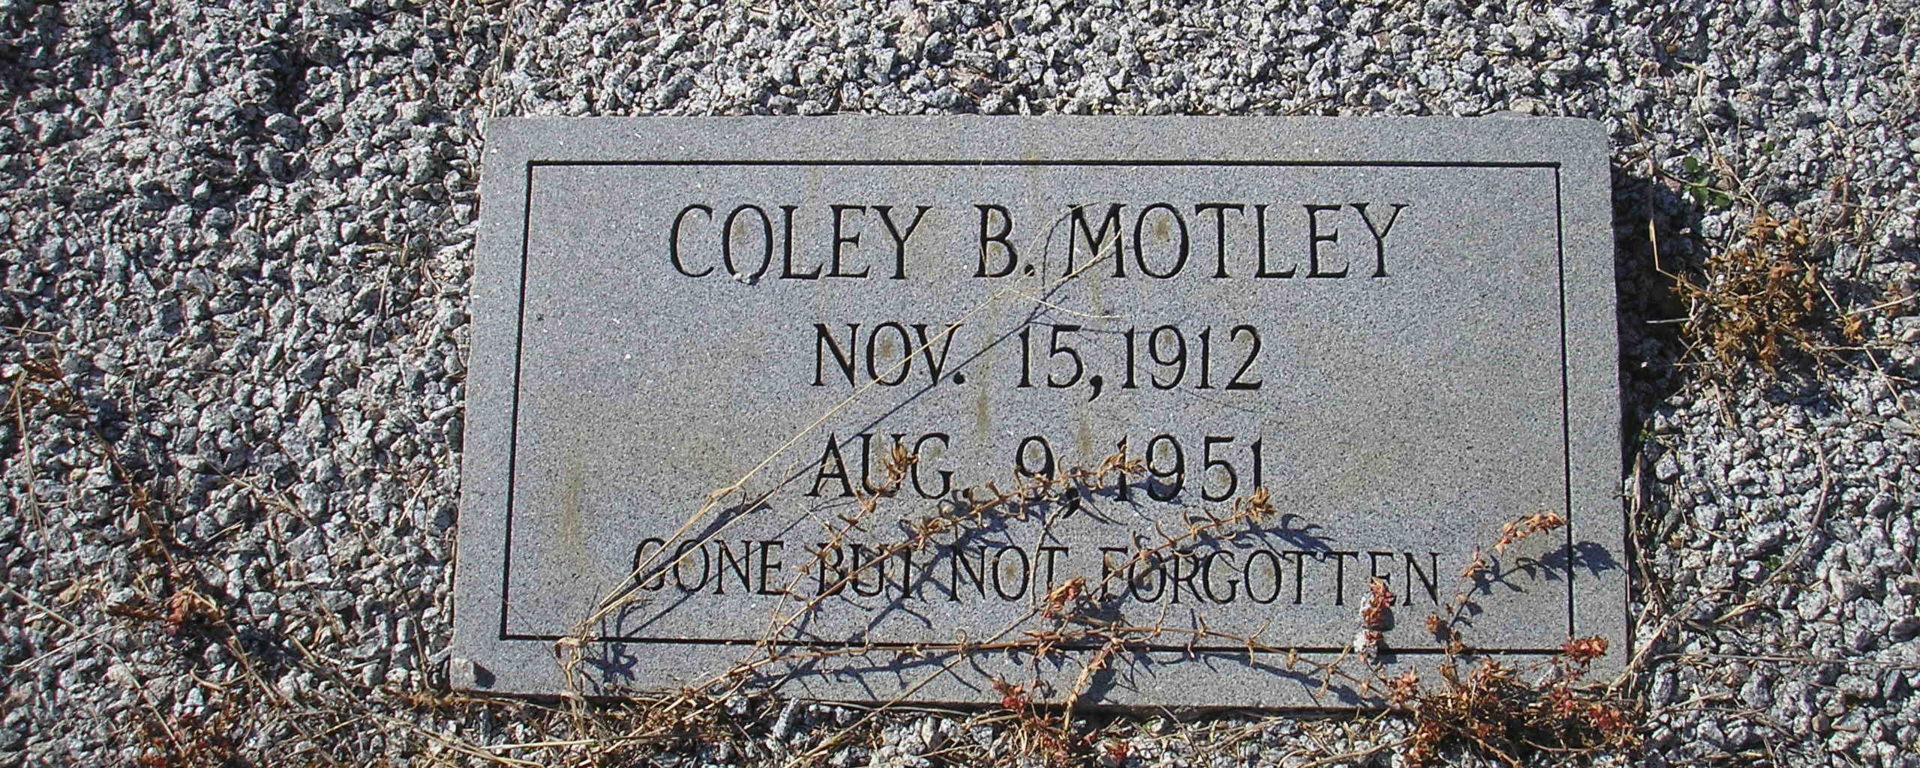 COLEY B. MOTLEY
NOV. 15, 1912
AUG. 9, 1951
GONE BUT NOT FORGOTTEN